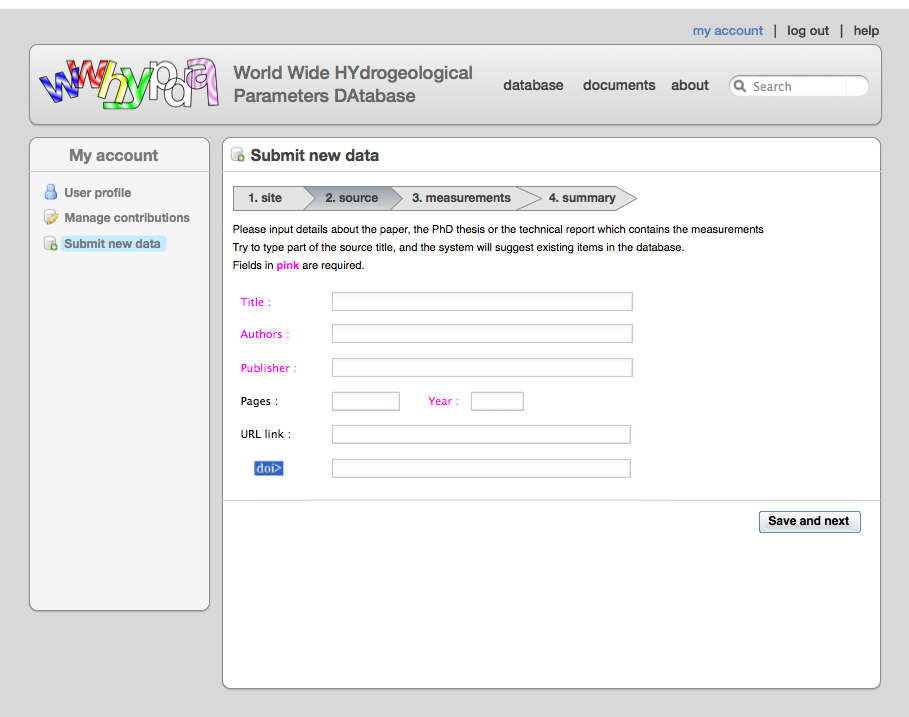 my account | log out | help
wwhypda
World Wide HYdrogeological
Parameters DAtabase
database documents about
Search
My account
User profile
Manage contributions
Submit new data
Submit new data
1. site 2. source 3. measurements 4. summary
Please input details about the paper, the PhD thesis or the technical report which contains the measurements
Try to type part of the source title, and the system will suggest existing items in the database.
Fields in pink are required.
Title :
Authors :
Publisher :
Pages : Year :
URL link :
doi>
Save and next